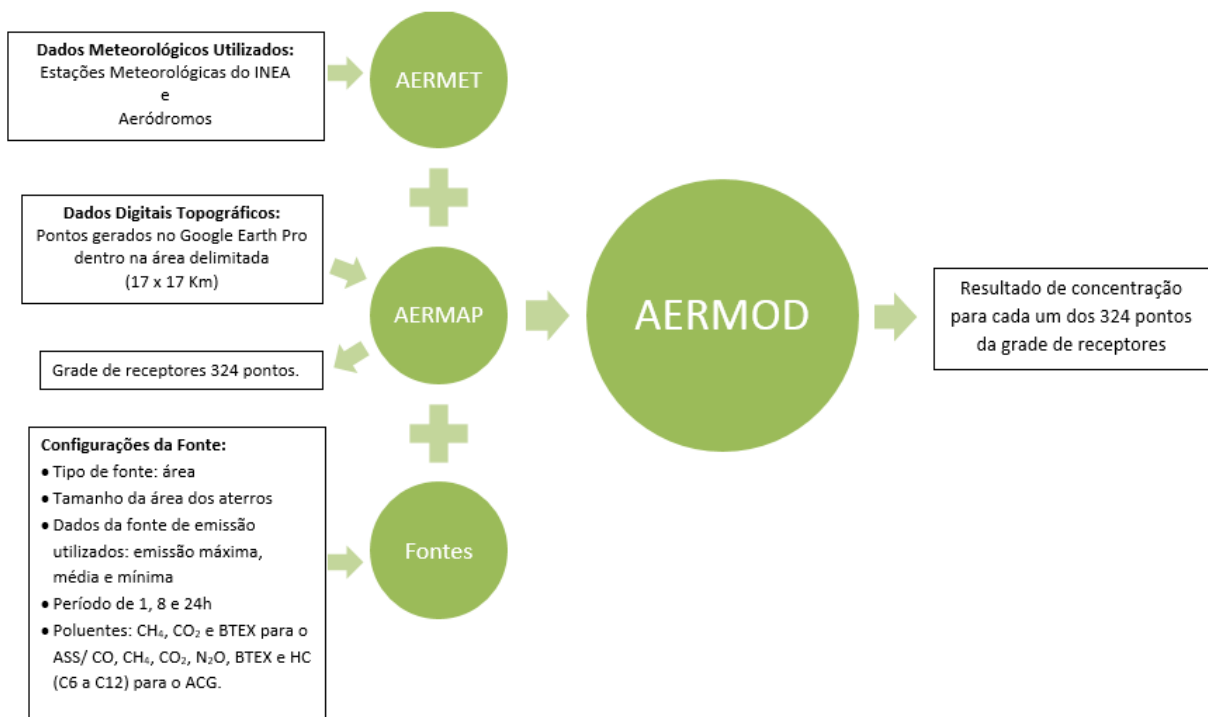 Dados Meteorológicos Utilizados:
Estações Meteorológicas do INEA
e
Aeródromos
AERMET
Dados Digitais Topográficos:
Pontos gerados no Google Earth Pro
dentro na área delimitada
(17 x 17 Km)
AERMAP
Grade de receptores 324 pontos.
Configurações da Fonte:
• Tipo de fonte: área
• Tamanho da área dos aterros
• Dados da fonte de emissão
utilizados: emissão máxima,
média e mínima
• Período de 1, 8 e 24h
• Poluentes: CH₄, CO₂ e BTEX para o
ASS/ CO, CH₄, CO₂, N₂O, BTEX e HC
(C6 a C12) para o ACG.
Fontes
AERMOD
Resultado de concentração
para cada um dos 324 pontos
da grade de receptores